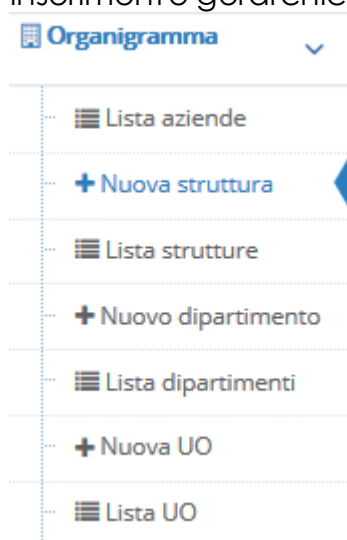 Organigramma
Lista aziende
Nuova struttura
Lista strutture
Nuovo dipartimento
Lista dipartimenti
Nuova UO
Lista UO